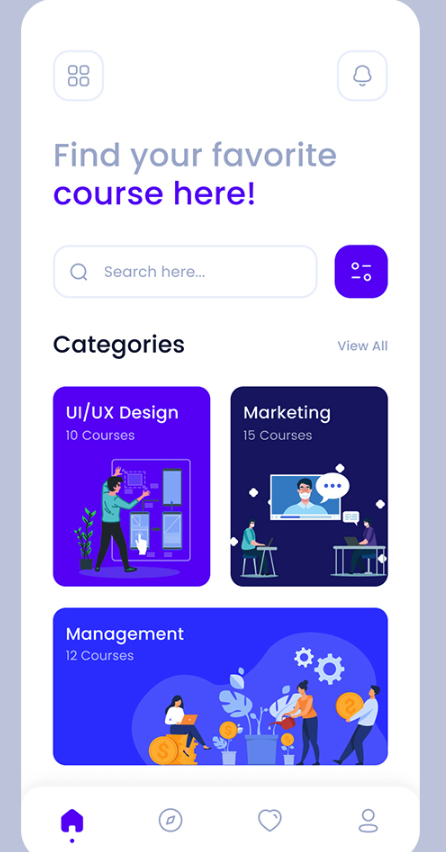 Find your favorite
course here!
Search here...
Categories
View All
UI/UX Design
10 Courses
Marketing
15 Courses
Management
12 Courses